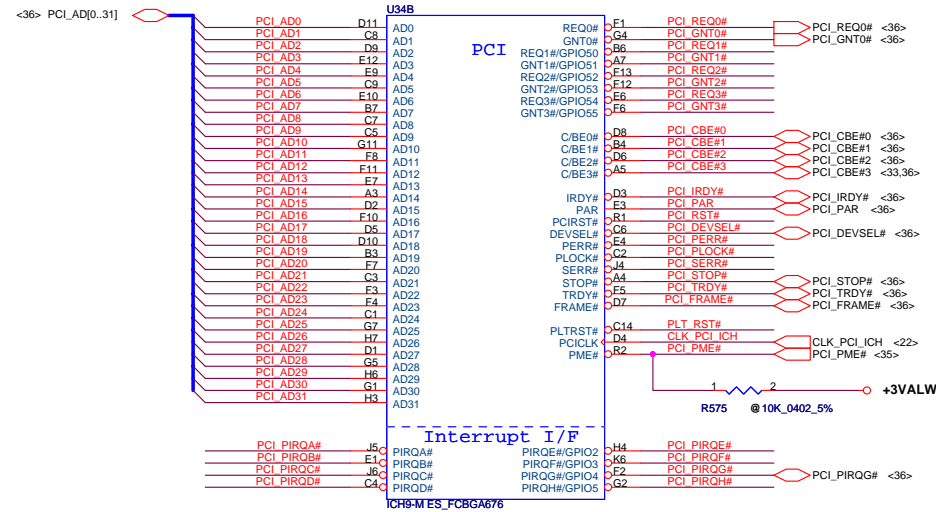 <36> PCI_AD[0..31]
U34B
PCI
PCI_AD0 D11 AD0
PCI_AD1 C8 AD1
PCI_AD2 D9 AD2
PCI_AD3 E12 AD3
PCI_AD4 E9 AD4
PCI_AD5 C9 AD5
PCI_AD6 E10 AD6
PCI_AD7 B7 AD7
PCI_AD8 C7 AD8
PCI_AD9 C5 AD9
PCI_AD10 G11 AD10
PCI_AD11 F8 AD11
PCI_AD12 F11 AD12
PCI_AD13 E7 AD13
PCI_AD14 A3 AD14
PCI_AD15 D2 AD15
PCI_AD16 F10 AD16
PCI_AD17 D5 AD17
PCI_AD18 D10 AD18
PCI_AD19 B3 AD19
PCI_AD20 F7 AD20
PCI_AD21 C3 AD21
PCI_AD22 F3 AD22
PCI_AD23 F4 AD23
PCI_AD24 C1 AD24
PCI_AD25 G7 AD25
PCI_AD26 H7 AD26
PCI_AD27 D1 AD27
PCI_AD28 G5 AD28
PCI_AD29 H6 AD29
PCI_AD30 G1 AD30
PCI_AD31 H3 AD31
REQ0# F1 PCI_REQ0# PCI_REQ0# <36>
GNT0# G4 PCI_GNT0# PCI_GNT0# <36>
REQ1#/GPIO50 B6 PCI_REQ1#
GNT1#/GPIO51 A7 PCI_GNT1#
REQ2#/GPIO52 F13 PCI_REQ2#
GNT2#/GPIO53 F12 PCI_GNT2#
REQ3#/GPIO54 E6 PCI_REQ3#
GNT3#/GPIO55 F6 PCI_GNT3#
C/BE0# D8 PCI_CBE#0 PCI_CBE#0 <36>
C/BE1# B4 PCI_CBE#1 PCI_CBE#1 <36>
C/BE2# D6 PCI_CBE#2 PCI_CBE#2 <36>
C/BE3# A5 PCI_CBE#3 PCI_CBE#3 <33,36>
IRDY# D3 PCI_IRDY# PCI_IRDY# <36>
PAR E3 PCI_PAR PCI_PAR <36>
PCIRST# R1 PCI_RST#
DEVSEL# C6 PCI_DEVSEL# PCI_DEVSEL# <36>
PERR# E4 PCI_PERR#
PLOCK# C2 PCI_PLOCK#
SERR# J4 PCI_SERR#
STOP# A4 PCI_STOP# PCI_STOP# <36>
TRDY# F5 PCI_TRDY# PCI_TRDY# <36>
FRAME# D7 PCI_FRAME# PCI_FRAME# <36>
PLTRST# C14 PLT_RST#
PCICLK D4 CLK_PCI_ICH CLK_PCI_ICH <22>
PME# R2 PCI_PME# PCI_PME# <35>
1 2 +3VALW
R575 @10K_0402_5%
Interrupt I/F
PCI_PIRQA# J5 PIRQA# PIRQE#/GPIO2 H4 PCI_PIRQE#
PCI_PIRQB# E1 PIRQB# PIRQF#/GPIO3 K6 PCI_PIRQF#
PCI_PIRQC# J6 PIRQC# PIRQG#/GPIO4 F2 PCI_PIRQG# PCI_PIRQG# <36>
PCI_PIRQD# C4 PIRQD# PIRQH#/GPIO5 G2 PCI_PIRQH#
ICH9-M ES_FCBGA676